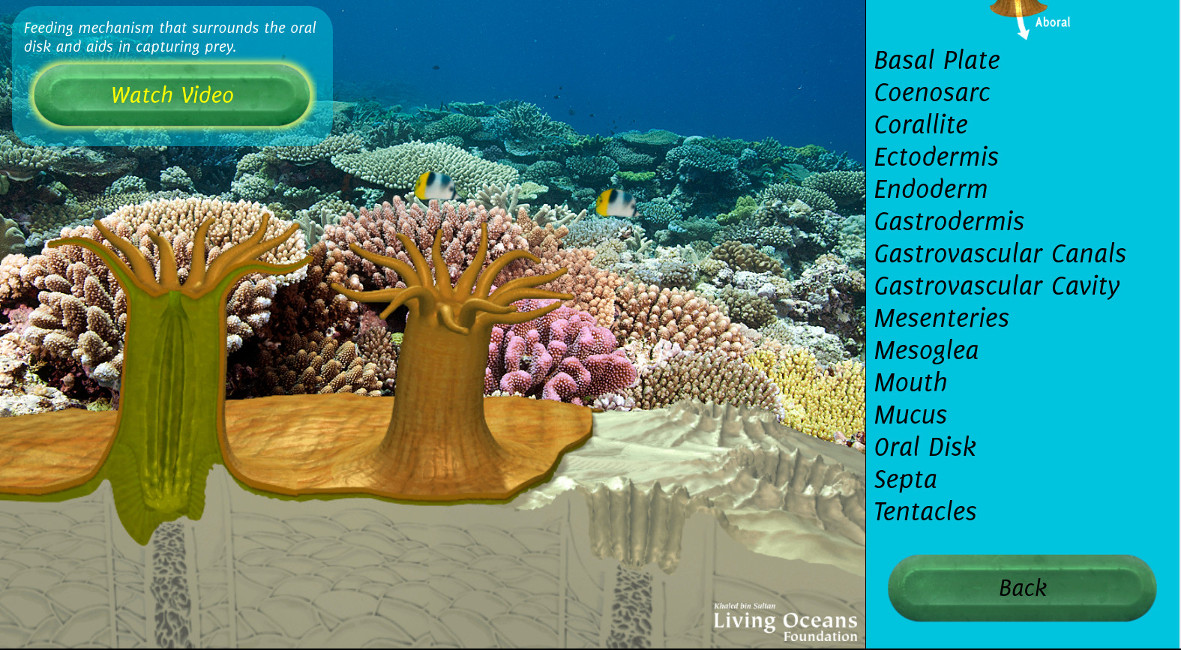 Feeding mechanism that surrounds the oral
disk and aids in capturing prey.
Watch Video
Aboral
Basal Plate
Coenosarc
Corallite
Ectodermis
Endoderm
Gastrodermis
Gastrovascular Canals
Gastrovascular Cavity
Mesenteries
Mesoglea
Mouth
Mucus
Oral Disk
Septa
Tentacles
Back
Khaled bin Sultan
Living Oceans
Foundation